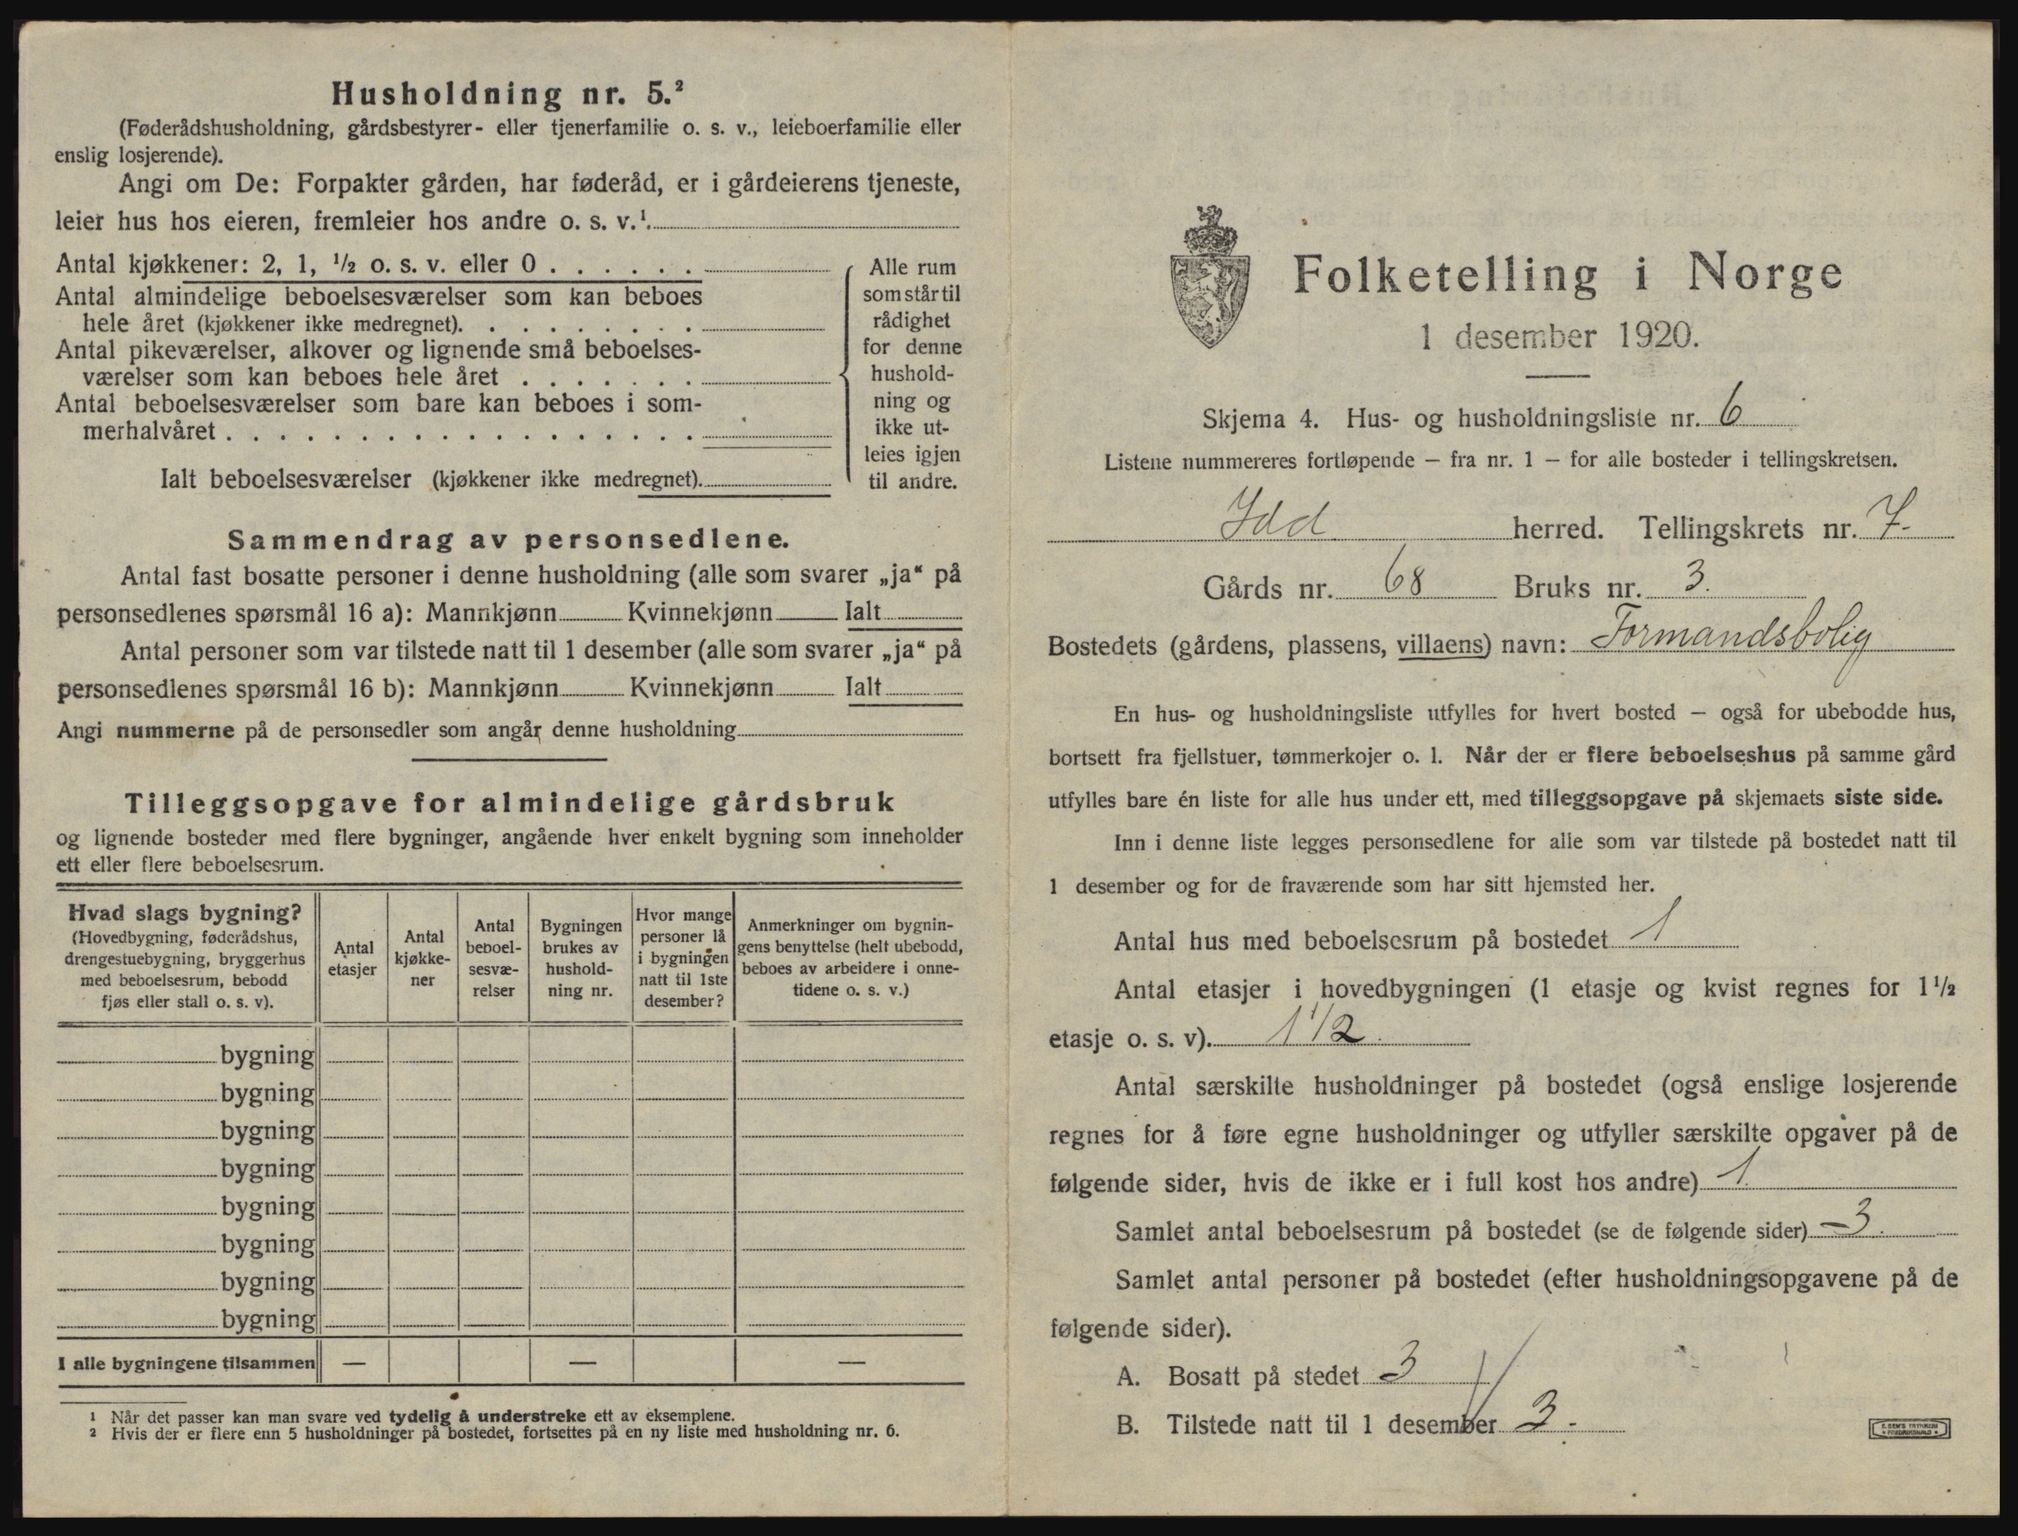 Husholdning nr. 5.²
(Føderådshusholdning, gårdsbestyrer- eller tjenerfamilie o. s. v., leieboerfamilie eller
enslig losjerende).
Angi om De: Forpakter gården, har føderåd, er i gårdeierens tjeneste,
leier hus hos eieren, fremleier hos andre o. s. v.¹
Antal kjøkkener: 2, 1, ½ o. s. v. eller 0 . . . . . .
Antal almindelige beboelsesværelser som kan beboes
hele året (kjøkkener ikke medregnet). . . . . . . . .
Antal pikeværelser, alkover og lignende små beboelses-
værelser som kan beboes hele året . . . . . . .
Antal beboelsesværelser som bare kan beboes i som-
merhalvåret . . . . . . . . . . . . . . . . . .
Ialt beboelsesværelser (kjøkkener ikke medregnet).
Alle rum
som står til
rådighet
for denne
hushold-
ning og
ikke ut-
leies igjen
til andre.
Sammendrag av personsedlene.
Antal fast bosatte personer i denne husholdning (alle som svarer „ja“ på
personsedlenes spørsmål 16 a): Mannkjønn Kvinnekjønn Ialt
Antal personer som var tilstede natt til 1 desember (alle som svarer „ja“ på
personsedlenes spørsmål 16 b): Mannkjønn Kvinnekjønn Ialt
Angi nummerne på de personsedler som angår denne husholdning
Tilleggsopgave for almindelige gårdsbruk
og lignende bosteder med flere bygninger, angående hver enkelt bygning som inneholder
ett eller flere beboelsesrum.
Hvad slags bygning?
(Hovedbygning, føderådshus,
drengestuebygning, bryggerhus
med beboelsesrum, bebodd
fjøs eller stall o. s. v).
Antal
etasjer
Antal
kjøkke-
ner
Antal
beboel-
sesvæ-
relser
Bygningen
brukes av
hushold-
ning nr.
Hvor mange
personer lå
i bygningen
natt til 1ste
desember?
Anmerkninger om bygnin-
gens benyttelse (helt ubebodd,
beboes av arbeidere i onne-
tidene o. s. v.)
bygning
bygning
bygning
bygning
bygning
bygning
bygning
bygning
I alle bygningene tilsammen — — —
¹ Når det passer kan man svare ved tydelig å understreke ett av eksemplene.
² Hvis der er flere enn 5 husholdninger på bostedet, fortsettes på en ny liste med husholdning nr. 6.
Folketelling i Norge
1 desember 1920.
Skjema 4. Hus- og husholdningsliste nr. 6
Listene nummereres fortløpende – fra nr. 1 – for alle bosteder i tellingskretsen.
Idd herred. Tellingskrets nr. 7.
Gårds nr. 68 Bruks nr. 3.
Bostedets (gårdens, plassens, villaens) navn: Formandsbolig
En hus- og husholdningsliste utfylles for hvert bosted – også for ubebodde hus,
bortsett fra fjellstuer, tømmerkojer o. l. Når der er flere beboelseshus på samme gård
utfylles bare én liste for alle hus under ett, med tilleggsopgave på skjemaets siste side.
Inn i denne liste legges personsedlene for alle som var tilstede på bostedet natt til
1 desember og for de fraværende som har sitt hjemsted her.
Antal hus med beboelsesrum på bostedet 1
Antal etasjer i hovedbygningen (1 etasje og kvist regnes for 1½
etasje o. s. v). 1 1/2.
Antal særskilte husholdninger på bostedet (også enslige losjerende
regnes for å føre egne husholdninger og utfyller særskilte opgaver på de
følgende sider, hvis de ikke er i full kost hos andre) 1.
Samlet antal beboelsesrum på bostedet (se de følgende sider) 3.
Samlet antal personer på bostedet (efter husholdningsopgavene på de
følgende sider).
A. Bosatt på stedet 3
B. Tilstede natt til 1 desember 3.